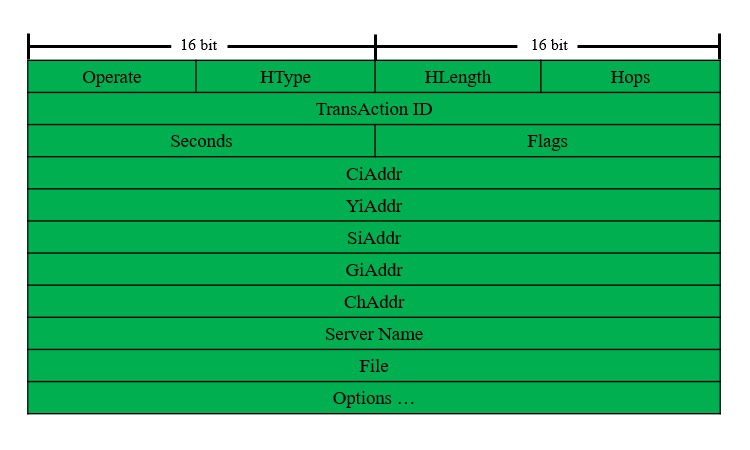 16 bit 16 bit
Operate HType HLength Hops
TransAction ID
Seconds Flags
CiAddr
YiAddr
SiAddr
GiAddr
ChAddr
Server Name
File
Options …